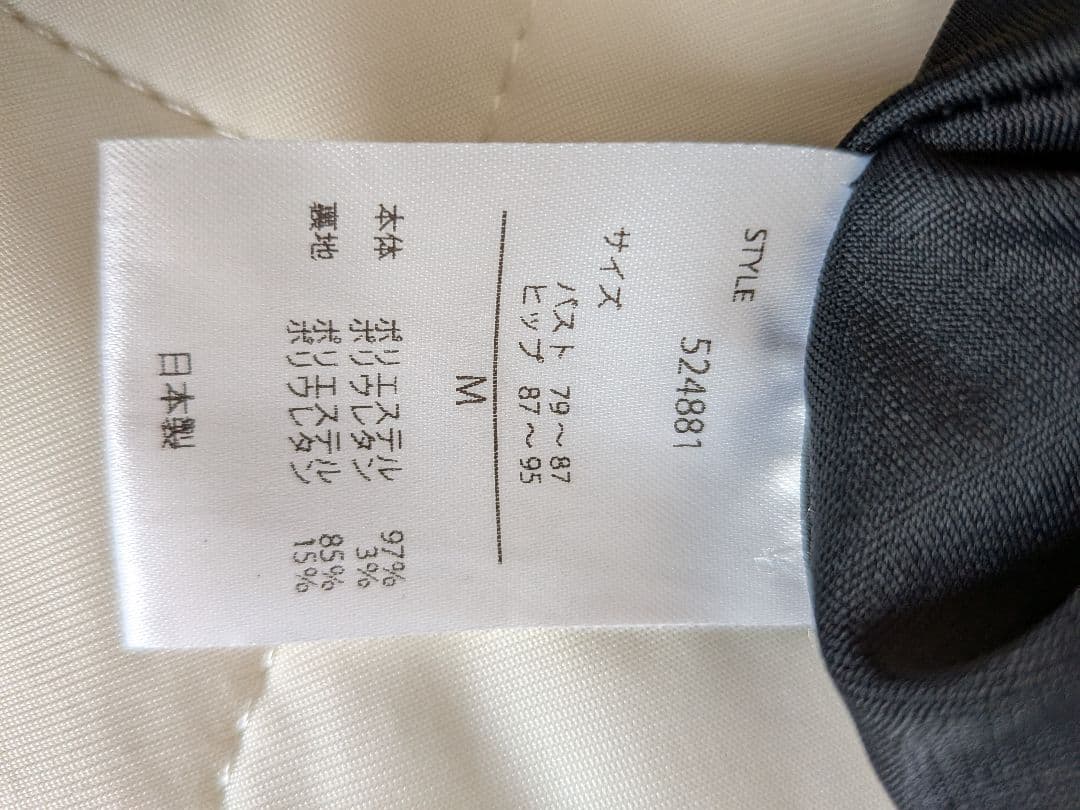 STYLE
524881
サイズ
バスト 79～87
ヒップ 87～95
M
本体 ポリエステル 97%
ポリウレタン 3%
裏地 ポリエステル 85%
ポリウレタン 15%
日本製